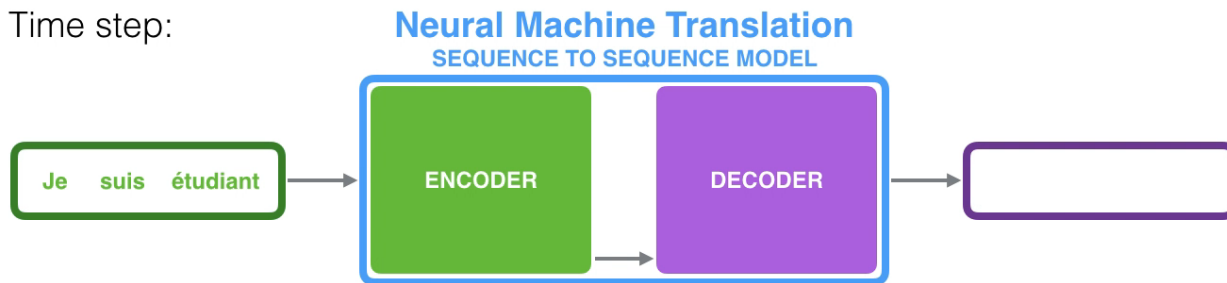 Time step:
Neural Machine Translation
SEQUENCE TO SEQUENCE MODEL
Je suis étudiant
ENCODER
DECODER